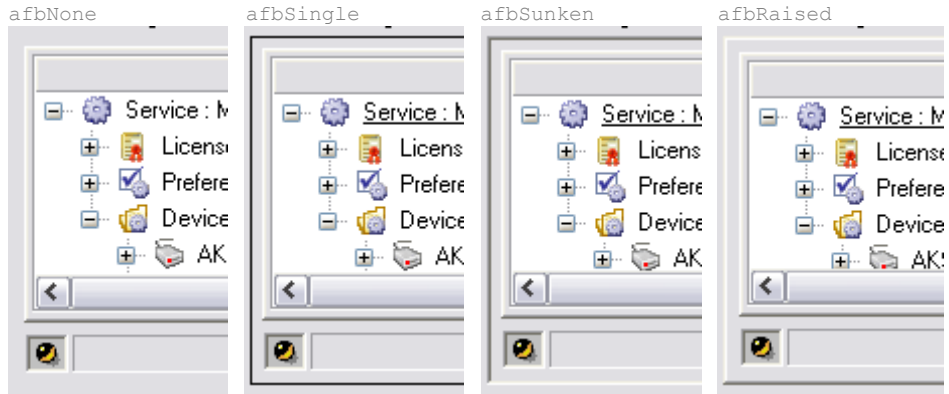 afbNone afbSingle afbSunken afbRaised
Service : M Service : M Service : M Service : M
License Licens Licens License
Prefere Prefere Prefere Prefere
Device Device Device Device
AK AK AK AKS